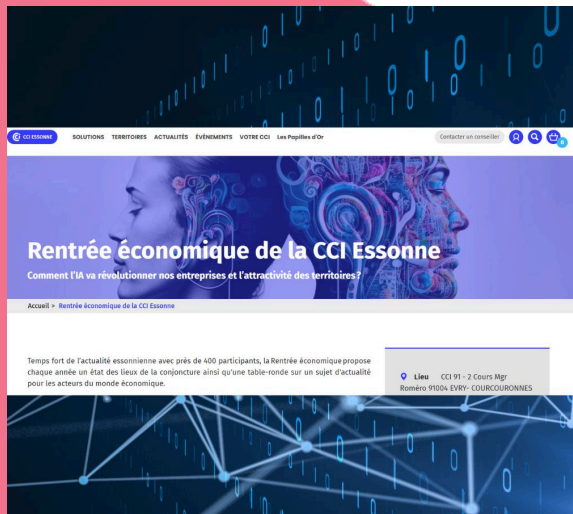 CCI ESSONNE SOLUTIONS TERRITOIRES ACTUALITÉS ÉVÉNEMENTS VOTRE CCI Les Papilles d'Or Contacter un conseiller 0
Rentrée économique de la CCI Essonne
Comment l'IA va révolutionner nos entreprises et l'attractivité des territoires ?
Accueil > Rentrée économique de la CCI Essonne
Temps fort de l'actualité essonnienne avec près de 400 participants, la Rentrée économique propose
chaque année un état des lieux de la conjoncture ainsi qu'une table-ronde sur un sujet d'actualité
pour les acteurs du monde économique.
Lieu CCI 91 - 2 Cours Mgr
Roméro 91004 EVRY- COURCOURONNES